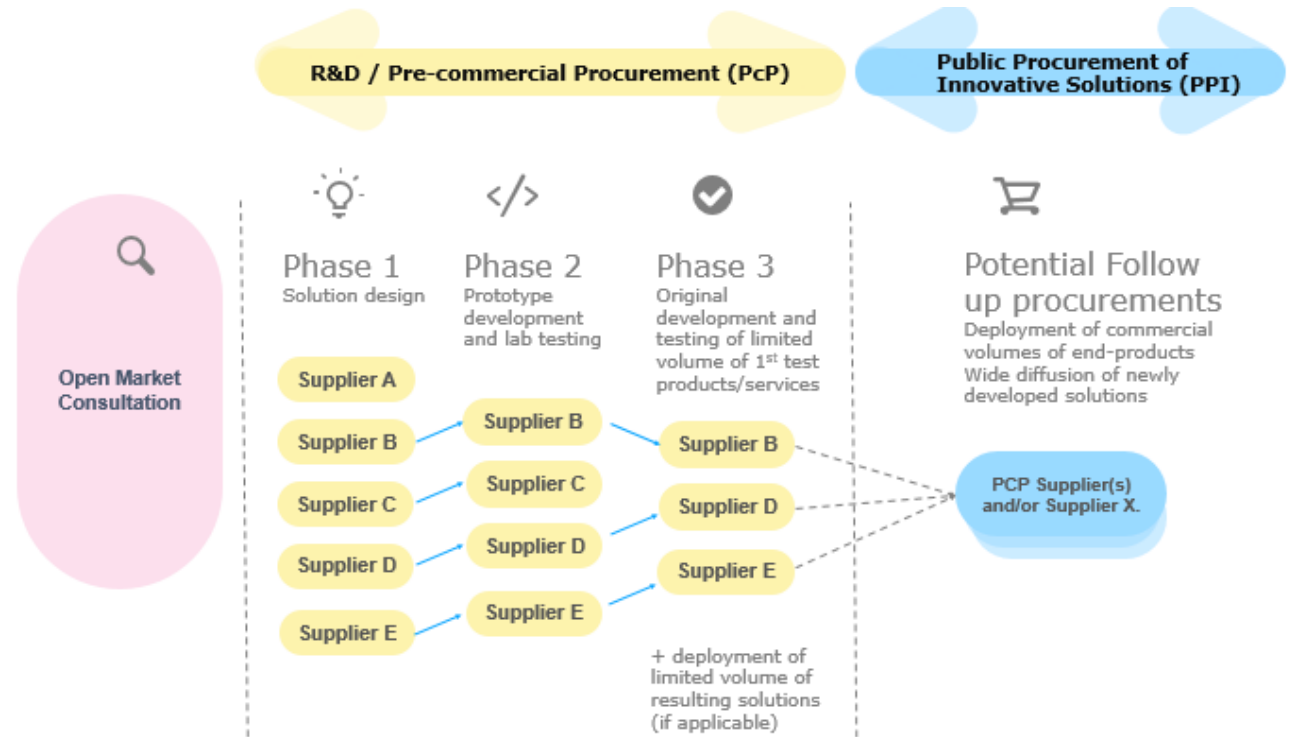 R&D / Pre-commercial Procurement (PcP)
Public Procurement of
Innovative Solutions (PPI)
Open Market
Consultation
Phase 1
Solution design
Supplier A
Supplier B
Supplier C
Supplier D
Supplier E
</>
Phase 2
Prototype
development
and lab testing
Supplier B
Supplier C
Supplier D
Supplier E
Phase 3
Original
development and
testing of limited
volume of 1st test
products/services
Supplier B
Supplier D
Supplier E
+ deployment of
limited volume of
resulting solutions
(if applicable)
Potential Follow
up procurements
Deployment of commercial
volumes of end-products
Wide diffusion of newly
developed solutions
PCP Supplier(s)
and/or Supplier X.